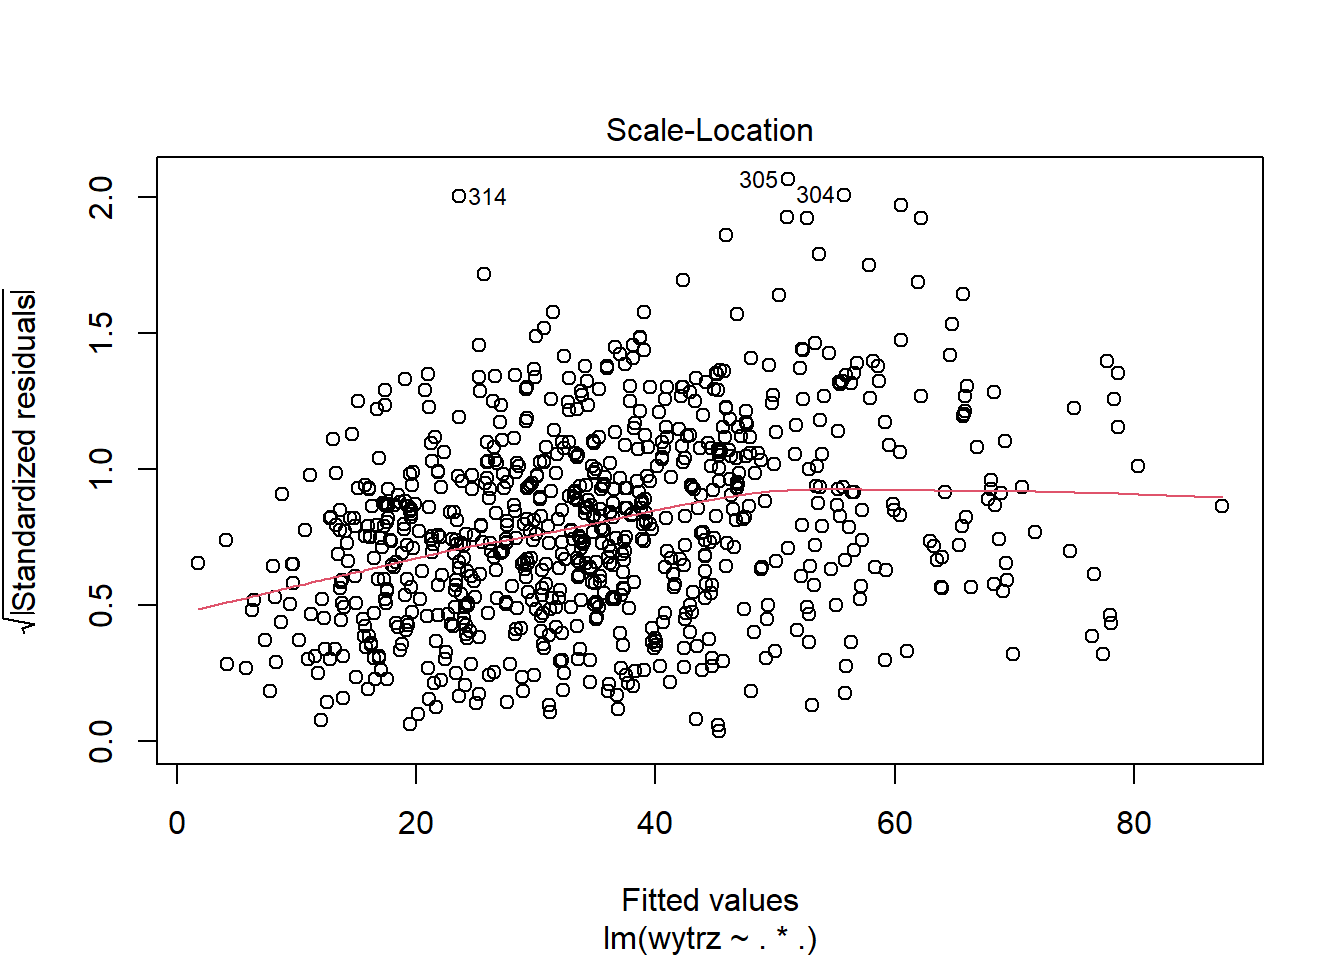 Scale-Location
√|Standardized residuals|
2.0
1.5
1.0
0.5
0.0
314
305
304
0 20 40 60 80
Fitted values
lm(wytrz ~ . * .)